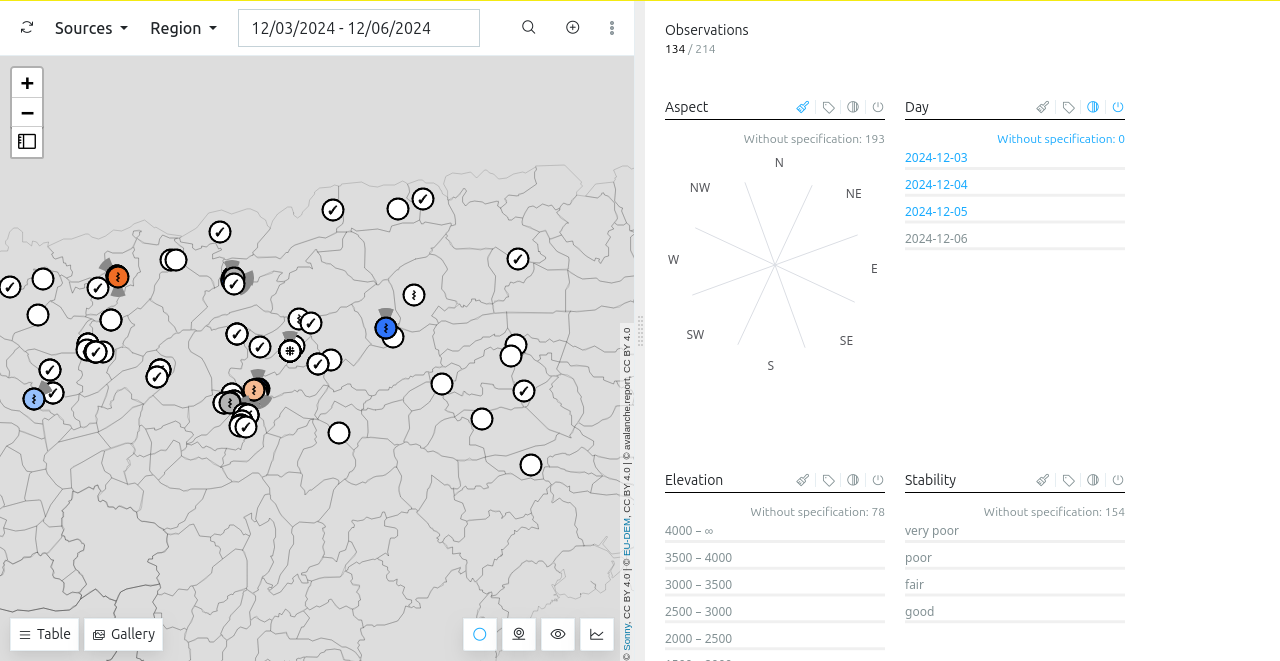 Sources
Region
12/03/2024 - 12/06/2024
+
−
Table
Gallery
© Sonny, CC BY 4.0 | © EU-DEM, CC BY 4.0 | © avalanche.report, CC BY 4.0
Observations
134 / 214
Aspect
Without specification: 193
N
NW
NE
W
E
SW
SE
S
Day
Without specification: 0
2024-12-03
2024-12-04
2024-12-05
2024-12-06
Elevation
Without specification: 78
4000 – ∞
3500 – 4000
3000 – 3500
2500 – 3000
2000 – 2500
Stability
Without specification: 154
very poor
poor
fair
good